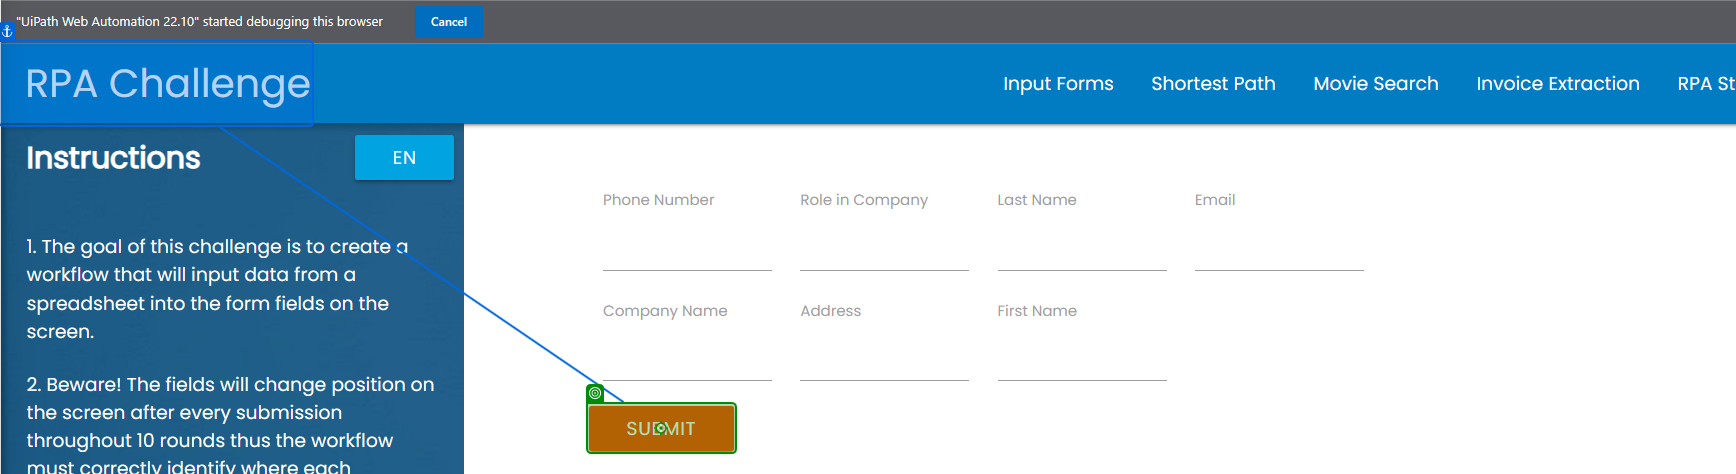 "UiPath Web Automation 22.10" started debugging this browser
Cancel
RPA Challenge
Input Forms
Shortest Path
Movie Search
Invoice Extraction
RPA St
Instructions
EN
1. The goal of this challenge is to create a
workflow that will input data from a
spreadsheet into the form fields on the
screen.
2. Beware! The fields will change position on
the screen after every submission
throughout 10 rounds thus the workflow
must correctly identify where each
Phone Number
Role in Company
Last Name
Email
Company Name
Address
First Name
SUBMIT